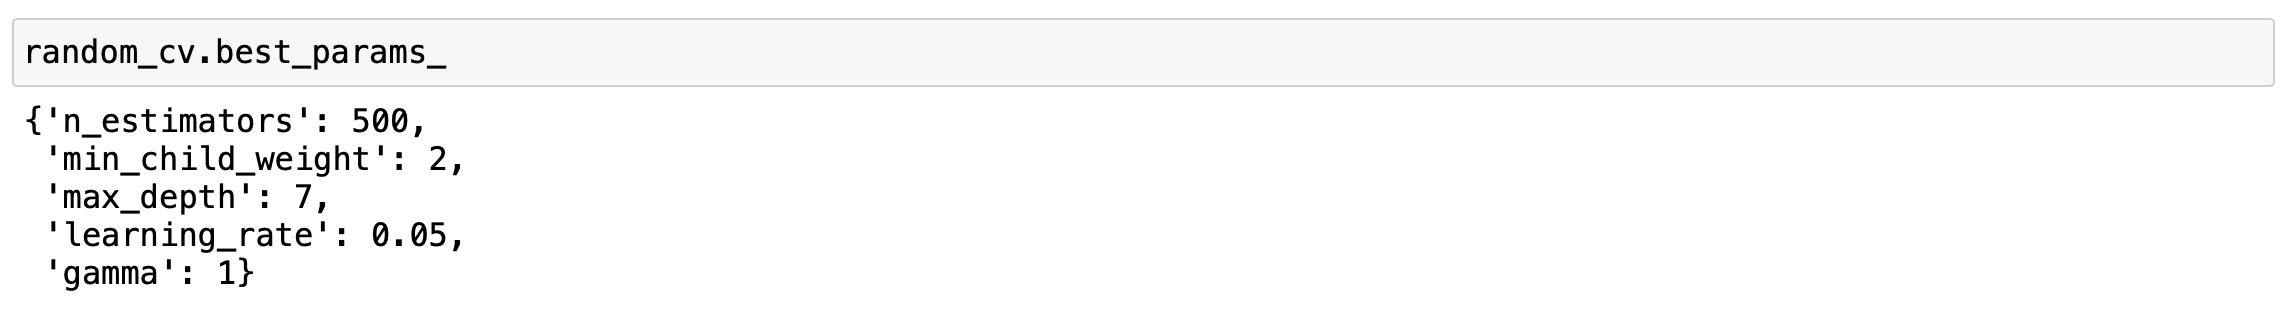 random_cv.best_params_
{'n_estimators': 500,
 'min_child_weight': 2,
 'max_depth': 7,
 'learning_rate': 0.05,
 'gamma': 1}